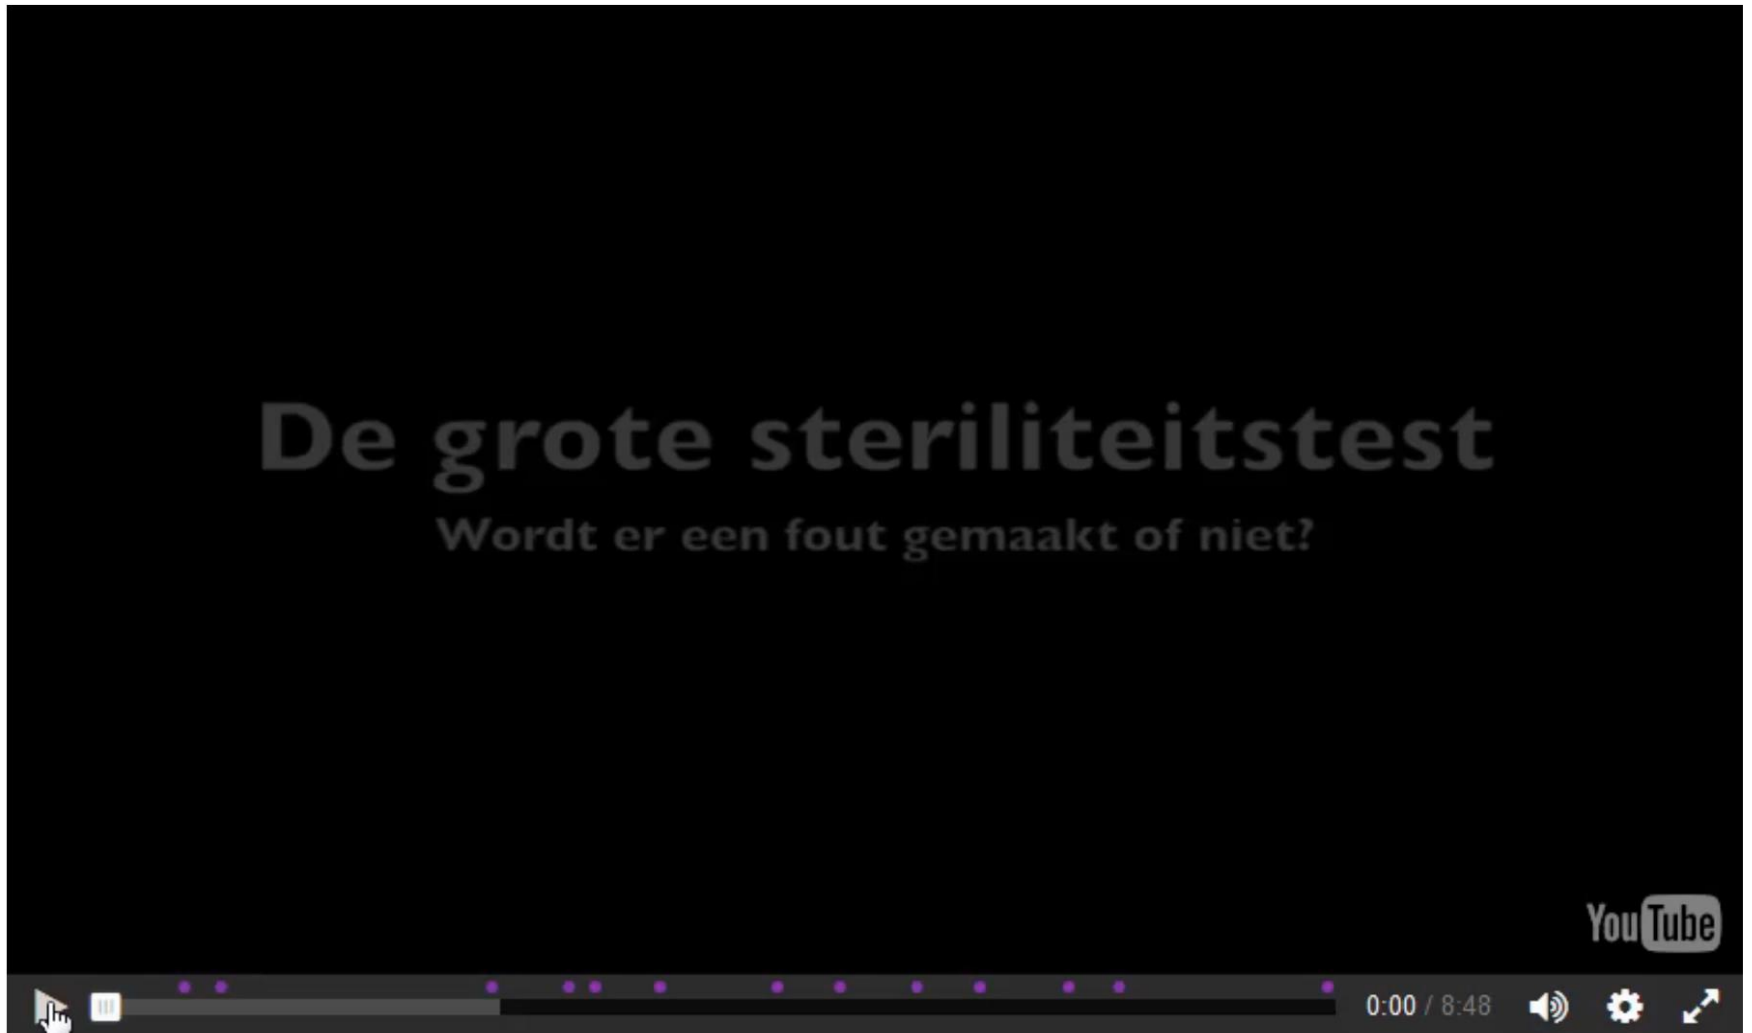 De grote steriliteitstest
Wordt er een fout gemaakt of niet?
YouTube
0:00 / 8:48